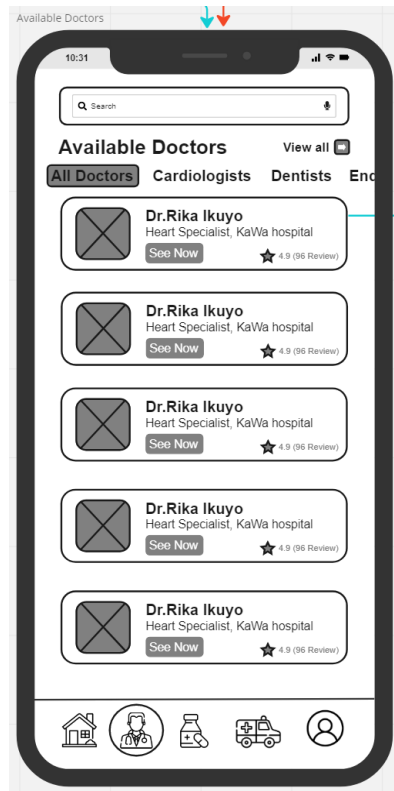 Available Doctors
10:31
Search
Available Doctors View all
All Doctors Cardiologists Dentists End
Dr.Rika Ikuyo
Heart Specialist, KaWa hospital
See Now 4.9 (96 Review)
Dr.Rika Ikuyo
Heart Specialist, KaWa hospital
See Now 4.9 (96 Review)
Dr.Rika Ikuyo
Heart Specialist, KaWa hospital
See Now 4.9 (96 Review)
Dr.Rika Ikuyo
Heart Specialist, KaWa hospital
See Now 4.9 (96 Review)
Dr.Rika Ikuyo
Heart Specialist, KaWa hospital
See Now 4.9 (96 Review)